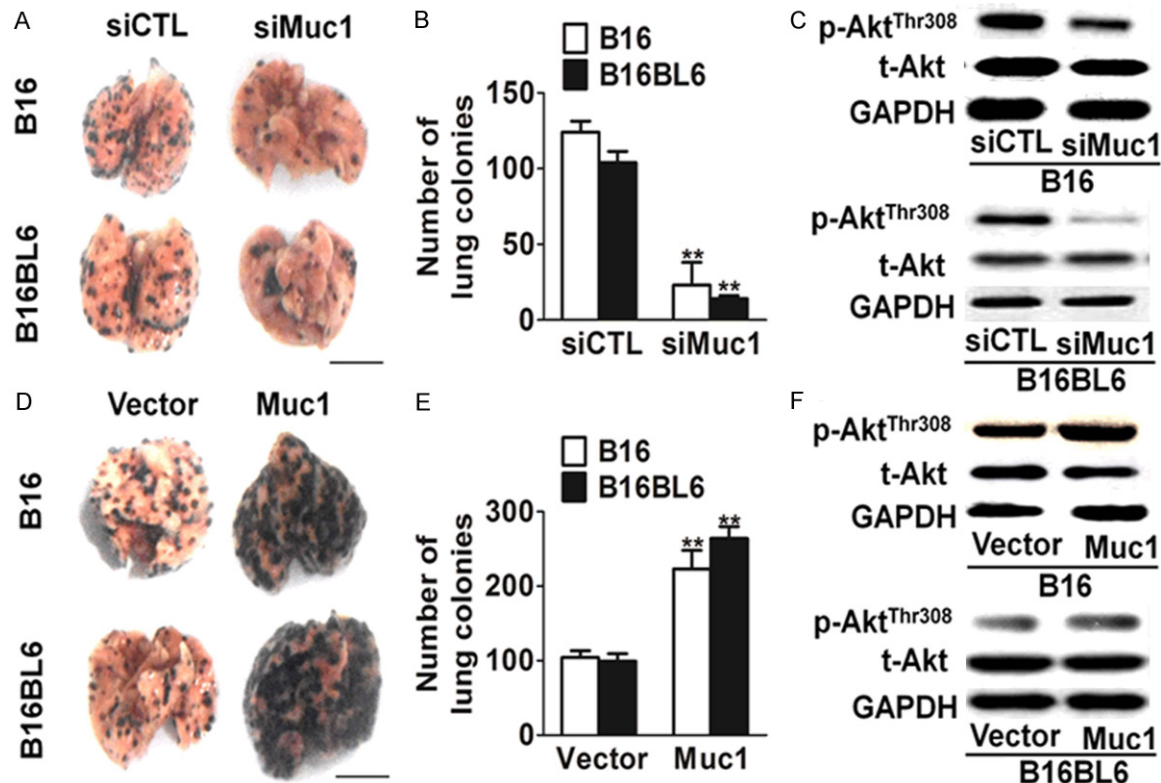 A
siCTL siMuc1
B16
B16BL6
B
B16
B16BL6
Number of
lung colonies
150
100
50
0
**
**
siCTL siMuc1
C
p-AktThr308
t-Akt
GAPDH
siCTL siMuc1
B16
p-AktThr308
t-Akt
GAPDH
siCTL siMuc1
B16BL6
D
Vector Muc1
B16
B16BL6
E
B16
B16BL6
Number of
lung colonies
300
200
100
0
**
**
Vector Muc1
F
p-AktThr308
t-Akt
GAPDH
Vector Muc1
B16
p-AktThr308
t-Akt
GAPDH
Vector Muc1
B16BL6